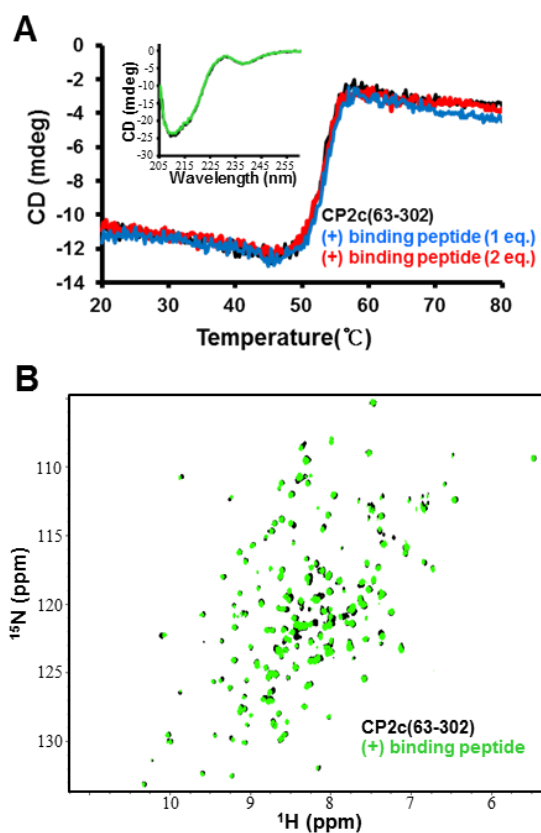 A
0
-2
-4
-6
-8
-10
-12
-14
CD (mdeg)
0
-5
-10
-15
-20
-25
-30
CD (mdeg)
205 215 225 235 245 255
Wavelength (nm)
CP2c(63-302)
(+) binding peptide (1 eq.)
(+) binding peptide (2 eq.)
20 30 40 50 60 70 80
Temperature(℃)
B
110
115
120
125
130
15N (ppm)
CP2c(63-302)
(+) binding peptide
10 9 8 7 6
1H (ppm)